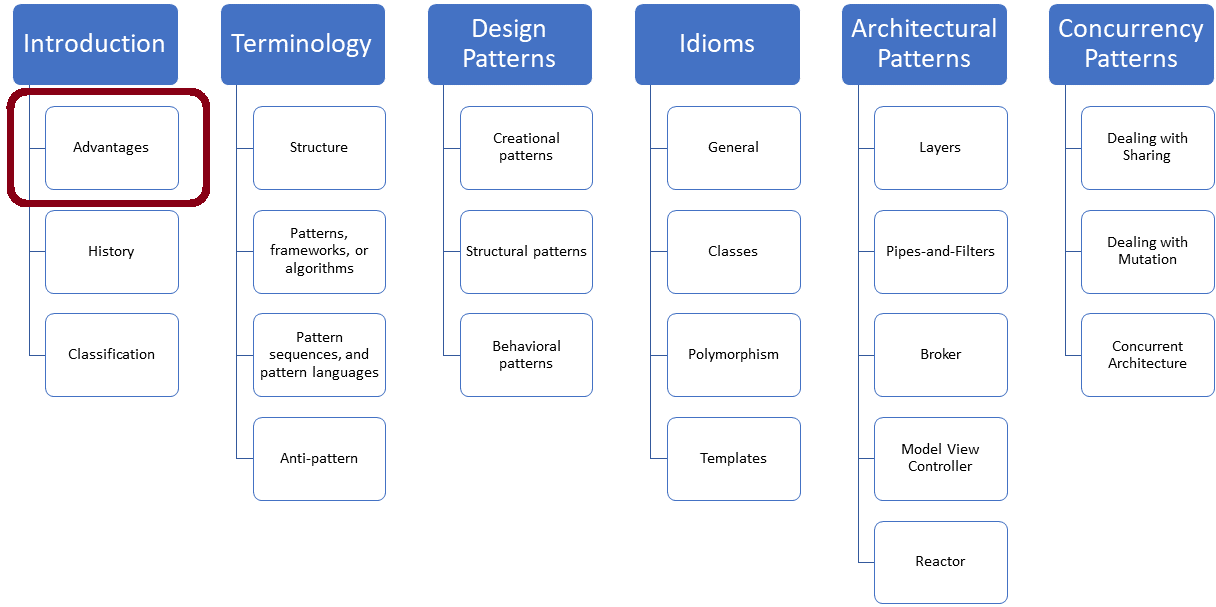 Introduction
Advantages
History
Classification
Terminology
Structure
Patterns,
frameworks, or
algorithms
Pattern
sequences, and
pattern languages
Anti-pattern
Design
Patterns
Creational
patterns
Structural patterns
Behavioral
patterns
Idioms
General
Classes
Polymorphism
Templates
Architectural
Patterns
Layers
Pipes-and-Filters
Broker
Model View
Controller
Reactor
Concurrency
Patterns
Dealing with
Sharing
Dealing with
Mutation
Concurrent
Architecture